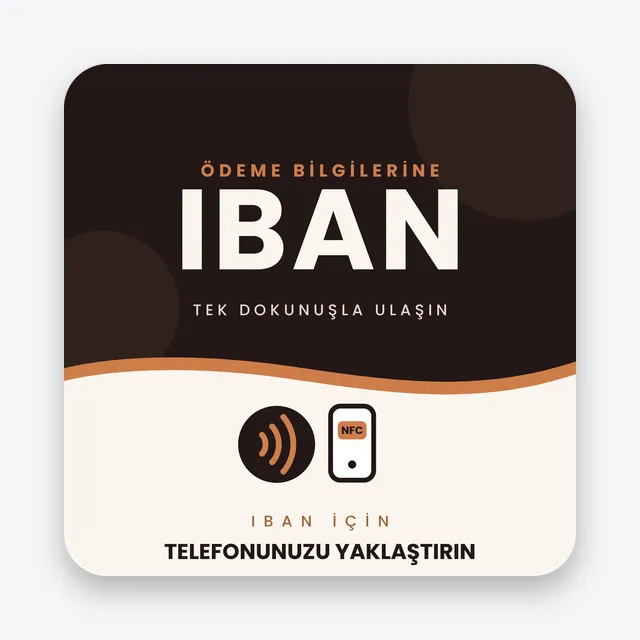 ÖDEME BİLGİLERİNE
IBAN
TEK DOKUNUŞLA ULAŞIN
NFC
IBAN İÇİN
TELEFONUNUZU YAKLAŞTIRIN